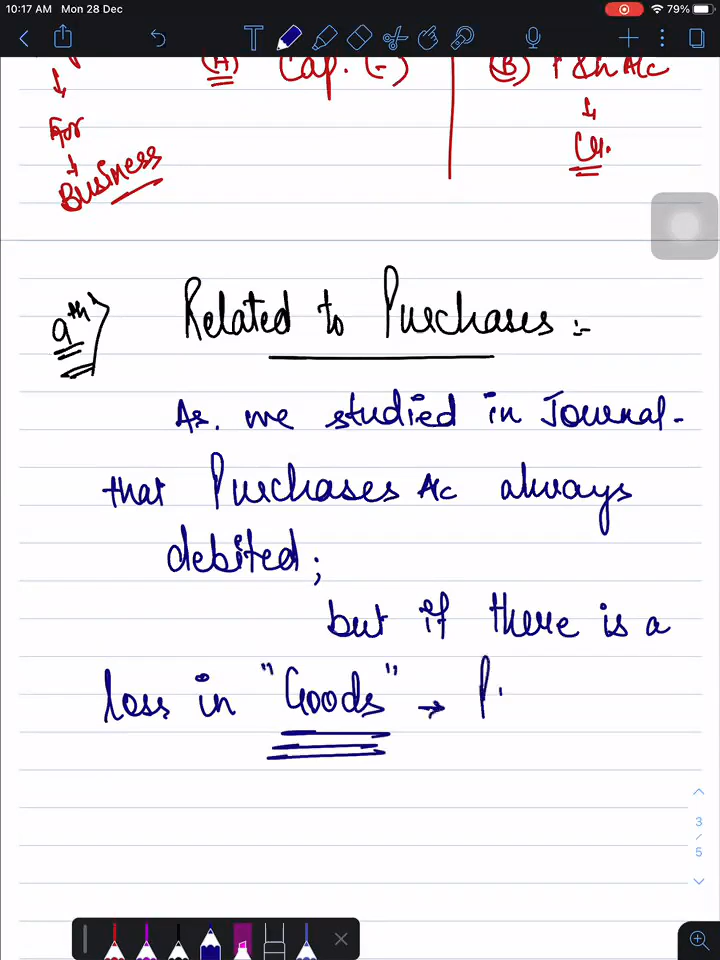 10:17 AM Mon 28 Dec 79%
T
(A) Cap. (-) (B) P & L A/c
↓ ↓
For Cr.
↓
Business
9th Related to Purchases :-
As. we studied in Journal -
that Purchases A/c always
debited;
but if there is a
loss in "Goods" → P.
3
/
5